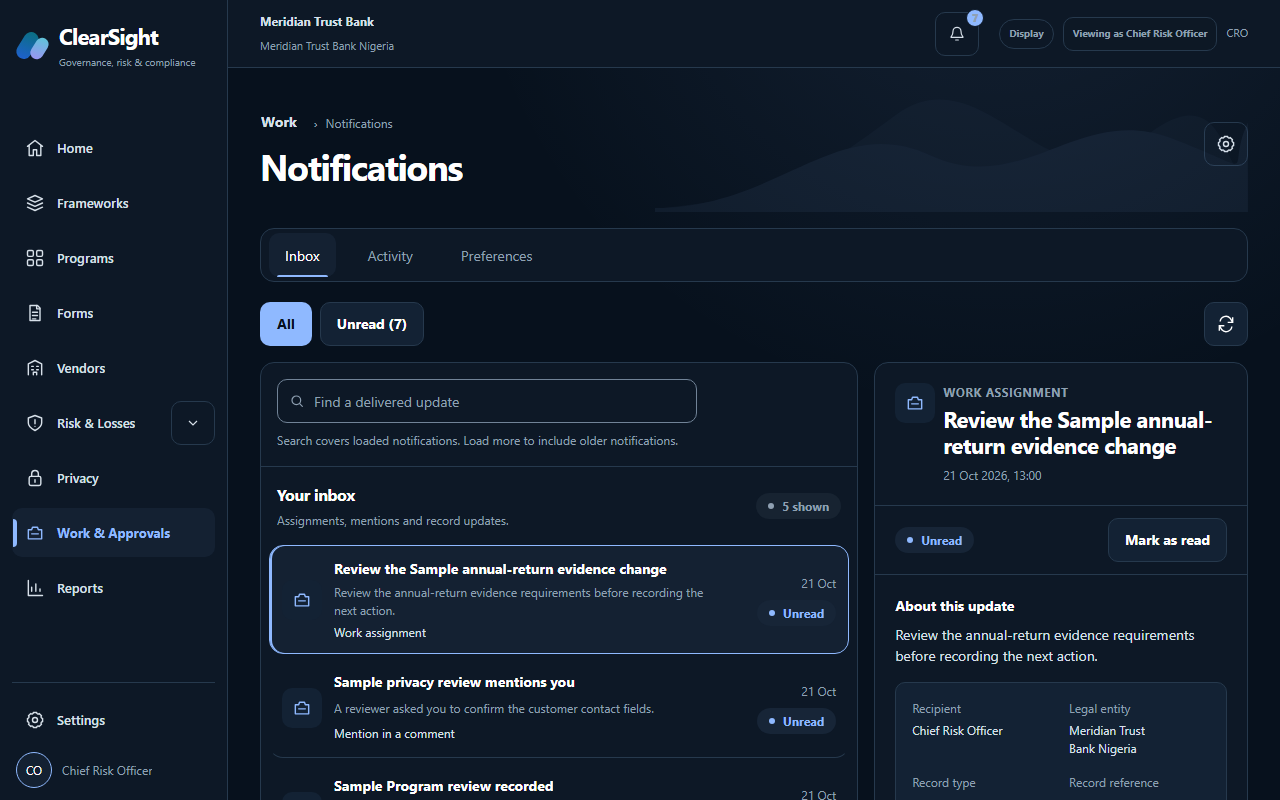 ClearSight
Governance, risk & compliance
Home
Frameworks
Programs
Forms
Vendors
Risk & Losses
Privacy
Work & Approvals
Reports
Settings
CO
Chief Risk Officer
Meridian Trust Bank
Meridian Trust Bank Nigeria
7
Display
Viewing as Chief Risk Officer
CRO
Work › Notifications
Notifications
Inbox
Activity
Preferences
All
Unread (7)
Find a delivered update
Search covers loaded notifications. Load more to include older notifications.
Your inbox
Assignments, mentions and record updates.
5 shown
Review the Sample annual-return evidence change
Review the annual-return evidence requirements before recording the
next action.
Work assignment
21 Oct
Unread
Sample privacy review mentions you
A reviewer asked you to confirm the customer contact fields.
Mention in a comment
21 Oct
Unread
Sample Program review recorded
21 Oct
WORK ASSIGNMENT
Review the Sample annual-
return evidence change
21 Oct 2026, 13:00
Unread
Mark as read
About this update
Review the annual-return evidence requirements
before recording the next action.
Recipient
Chief Risk Officer
Legal entity
Meridian Trust
Bank Nigeria
Record type
Record reference